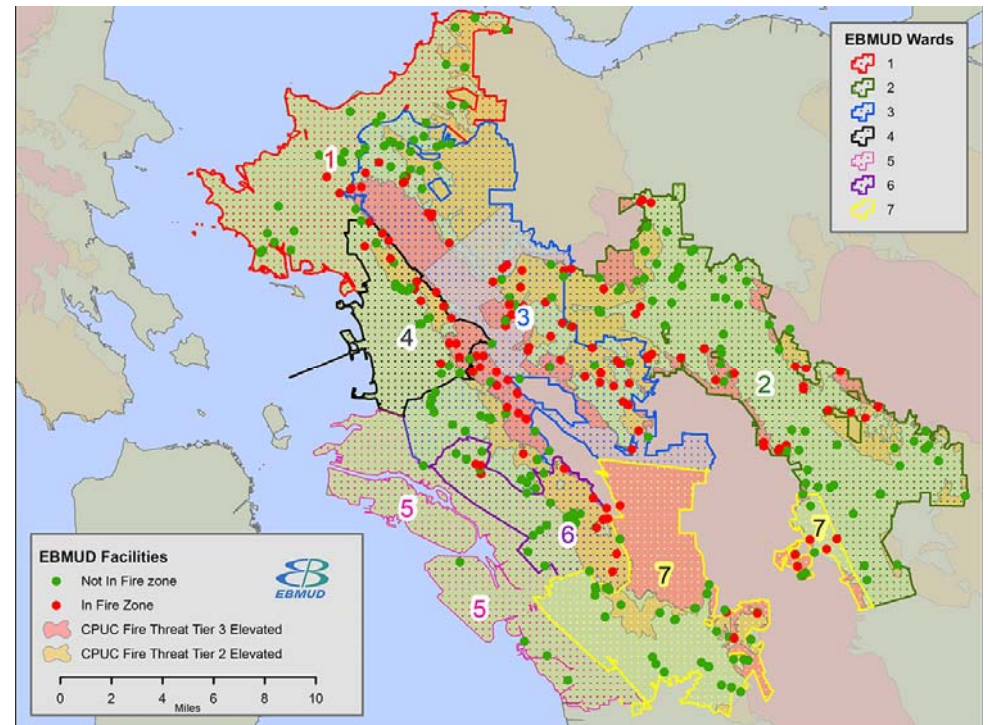 EBMUD Wards
1
2
3
4
5
6
7
1
3
4
2
5
6
7
7
5
EBMUD Facilities
Not In Fire zone
In Fire Zone
CPUC Fire Threat Tier 3 Elevated
CPUC Fire Threat Tier 2 Elevated
EBMUD
0 2 4 6 8 10
Miles